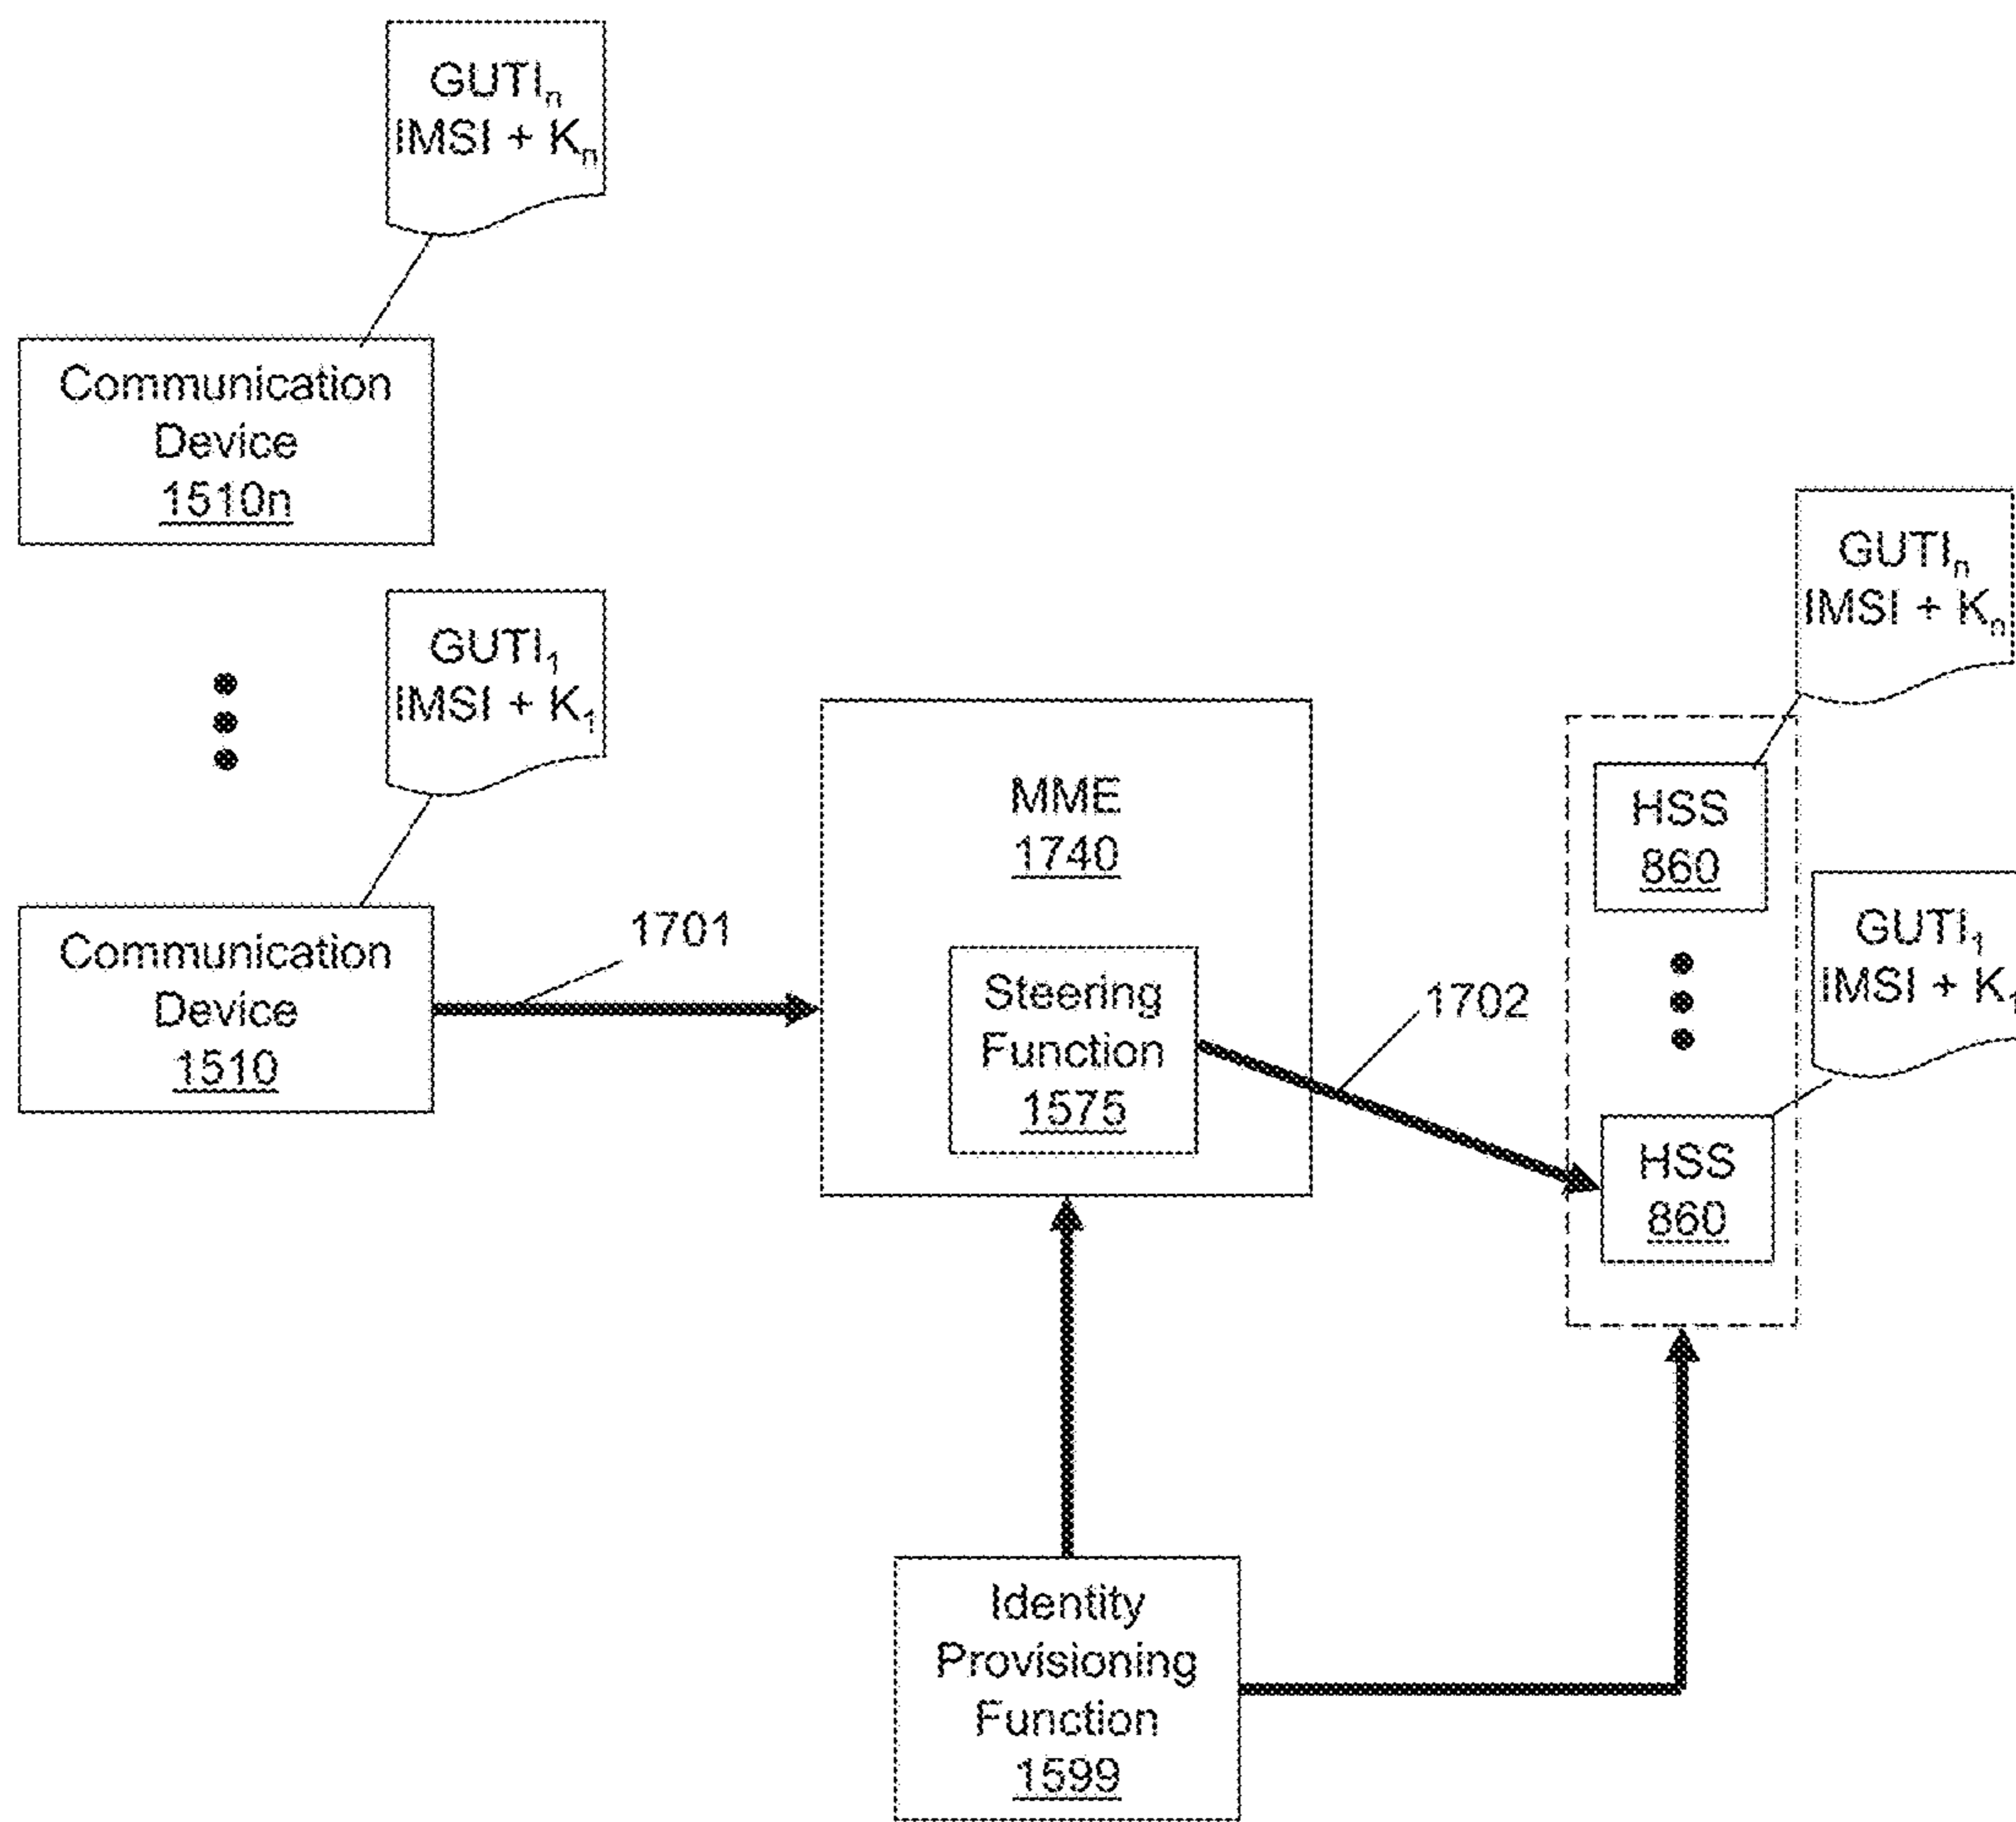 GUTIn
IMSI + Kn
Communication
Device
1510n
GUTI1
IMSI + K1
Communication
Device
1510
1701
MME
1740
Steering
Function
1575
1702
GUTIn
IMSI + Kn
HSS
860
GUTI1
IMSI + K1
HSS
860
Identity
Provisioning
Function
1599